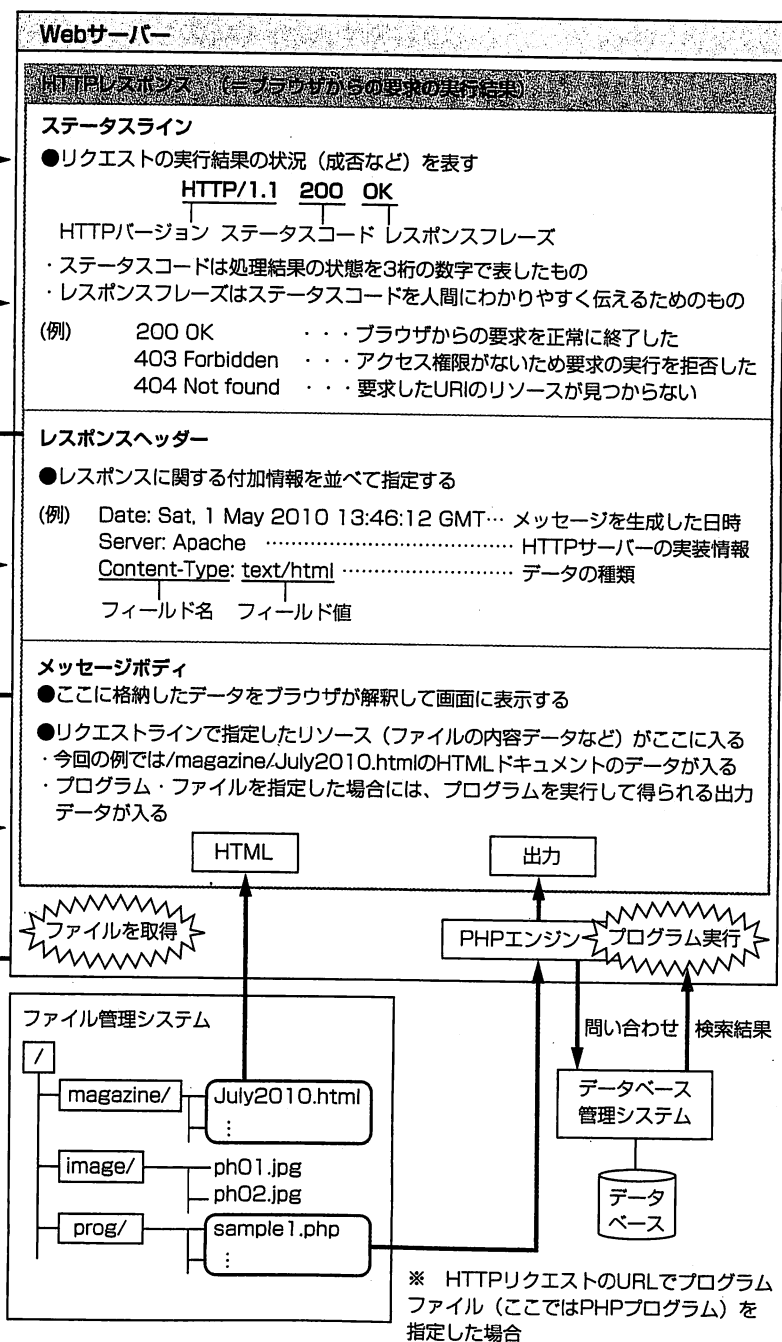 Webサーバー
HTTPレスポンス （＝ブラウザからの要求の実行結果）
ステータスライン
●リクエストの実行結果の状況（成否など）を表す
HTTP/1.1 200 OK
HTTPバージョン ステータスコード レスポンスフレーズ
・ステータスコードは処理結果の状態を3桁の数字で表したもの
・レスポンスフレーズはステータスコードを人間にわかりやすく伝えるためのもの
(例) 200 OK ・・・ブラウザからの要求を正常に終了した
403 Forbidden ・・・アクセス権限がないため要求の実行を拒否した
404 Not found ・・・要求したURIのリソースが見つからない
レスポンスヘッダー
●レスポンスに関する付加情報を並べて指定する
(例) Date: Sat, 1 May 2010 13:46:12 GMT… メッセージを生成した日時
Server: Apache ………………………………… HTTPサーバーの実装情報
Content-Type: text/html ……………………… データの種類
フィールド名 フィールド値
メッセージボディ
●ここに格納したデータをブラウザが解釈して画面に表示する
●リクエストラインで指定したリソース（ファイルの内容データなど）がここに入る
・今回の例では/magazine/July2010.htmlのHTMLドキュメントのデータが入る
・プログラム・ファイルを指定した場合には、プログラムを実行して得られる出力
データが入る
HTML 出力
ファイルを取得 PHPエンジン プログラム実行
ファイル管理システム
/
magazine/ July2010.html
⋮
image/ ph01.jpg
ph02.jpg
prog/ sample1.php
⋮
問い合わせ 検索結果
データベース
管理システム
データ
ベース
※ HTTPリクエストのURLでプログラム
ファイル（ここではPHPプログラム）を
指定した場合